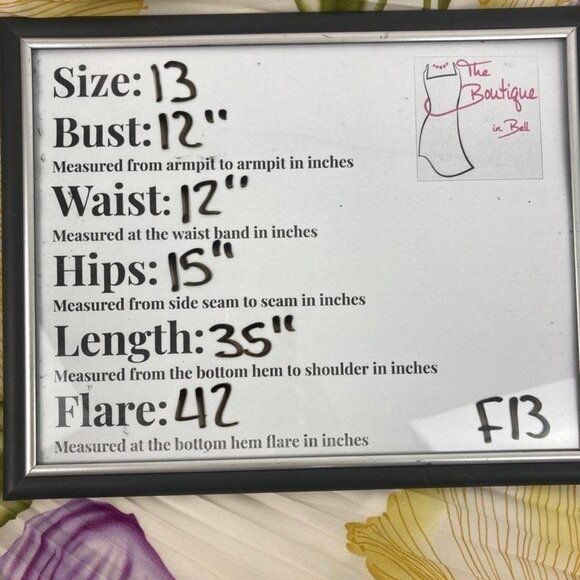 Size: 13
Bust: 12"
Measured from armpit to armpit in inches
Waist: 12"
Measured at the waist band in inches
Hips: 15"
Measured from side seam to seam in inches
Length: 35"
Measured from the bottom hem to shoulder in inches
Flare: 42
Measured at the bottom hem flare in inches
The
Boutique
in Bell
F13